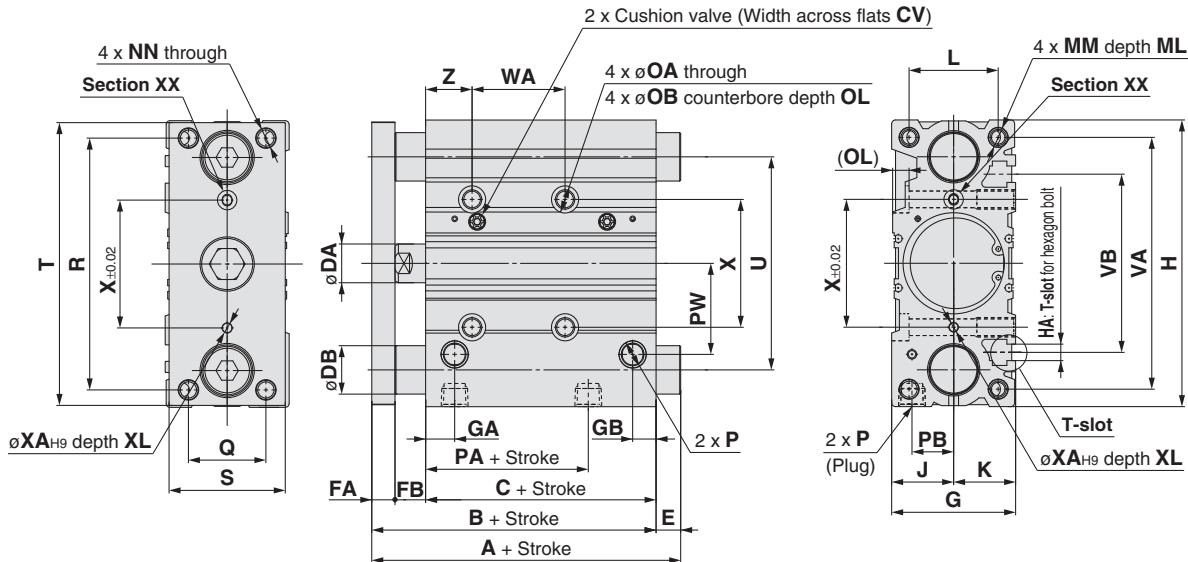 2 x Cushion valve (Width across flats CV)
4 x NN through
Section XX
Z
WA
4 x øOA through
4 x øOB counterbore depth OL
L
4 x MM depth ML
Section XX
(OL)
T
R
X±0.02
øDA
øDB
PW
X
U
X±0.02
HA: T-slot for hexagon bolt
VB
VA
H
øXAH9 depth XL
Q
S
GA
GB
2 x P
PA + Stroke
FA
FB
C + Stroke
B + Stroke
E
A + Stroke
2 x P
(Plug)
PB
J
K
G
T-slot
øXAH9 depth XL